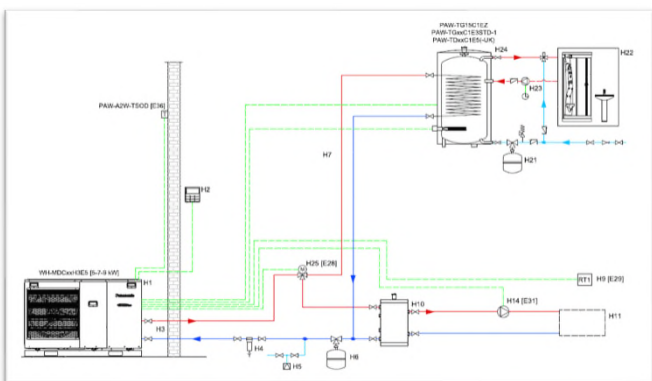 PAW-TG15C1EZ
PAW-TGxxC1E3STD-1
PAW-TDxxC1E5(-UK)
H24
H22
H23
PAW-A2W-TSOD [E36]
H7
H21
H2
WH-MDCxxH3E5 [5-7-9 kW]
H25 [E28]
H1
RT1
H9 [E29]
H10
H14 [E31]
H11
H3
H4
H5
H6